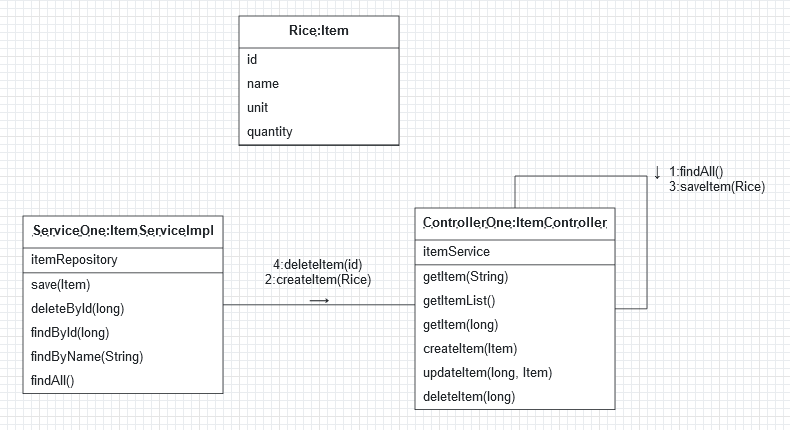 Rice:Item
id
name
unit
quantity
↓ 1:findAll()
3:saveItem(Rice)
ServiceOne:ItemServiceImpl
itemRepository
save(Item)
deleteById(long)
findById(long)
findByName(String)
findAll()
4:deleteItem(id)
2:createItem(Rice)
→
ControllerOne:ItemController
itemService
getItem(String)
getItemList()
getItem(long)
createItem(Item)
updateItem(long, Item)
deleteItem(long)